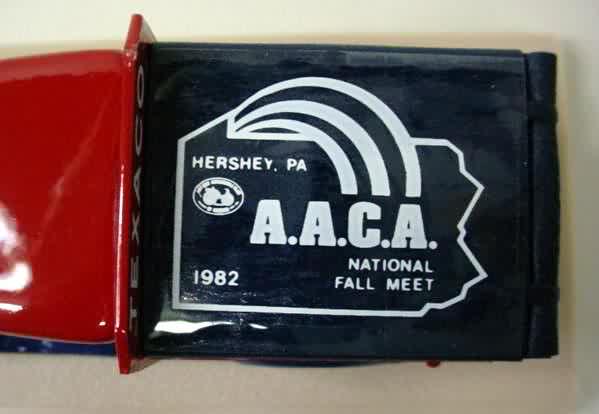 TEXACO
HERSHEY, PA
A.A.C.A.
1982
NATIONAL
FALL MEET